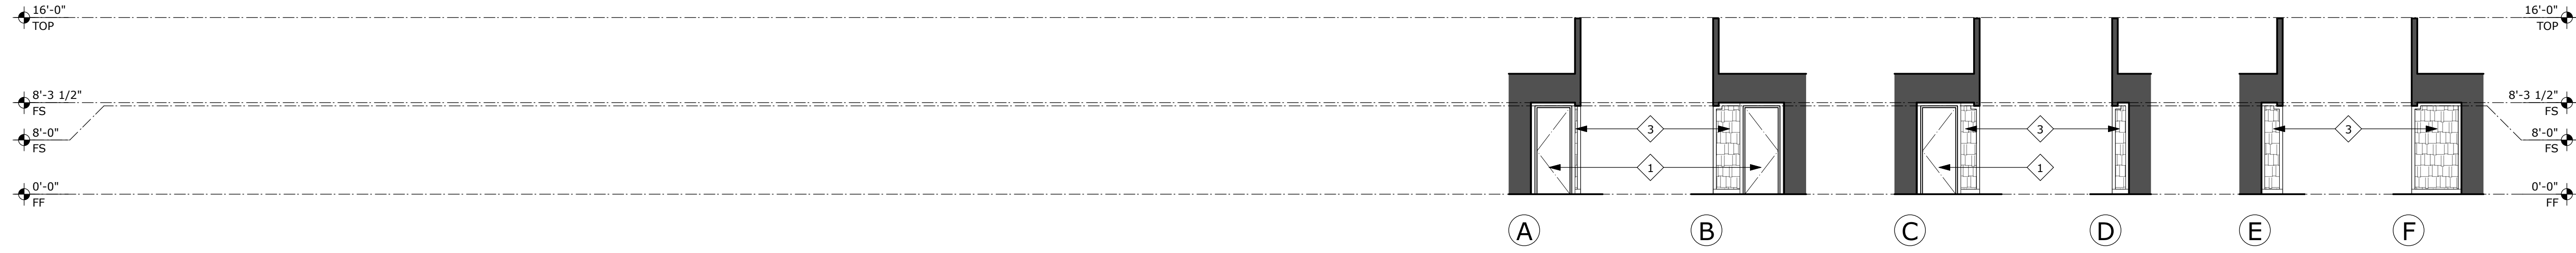 16'-0"
TOP
16'-0"
TOP
8'-3 1/2"
FS
8'-3 1/2"
FS
8'-0"
FS
3
3
3
8'-0"
FS
1
1
0'-0"
FF
0'-0"
FF
A
B
C
D
E
F